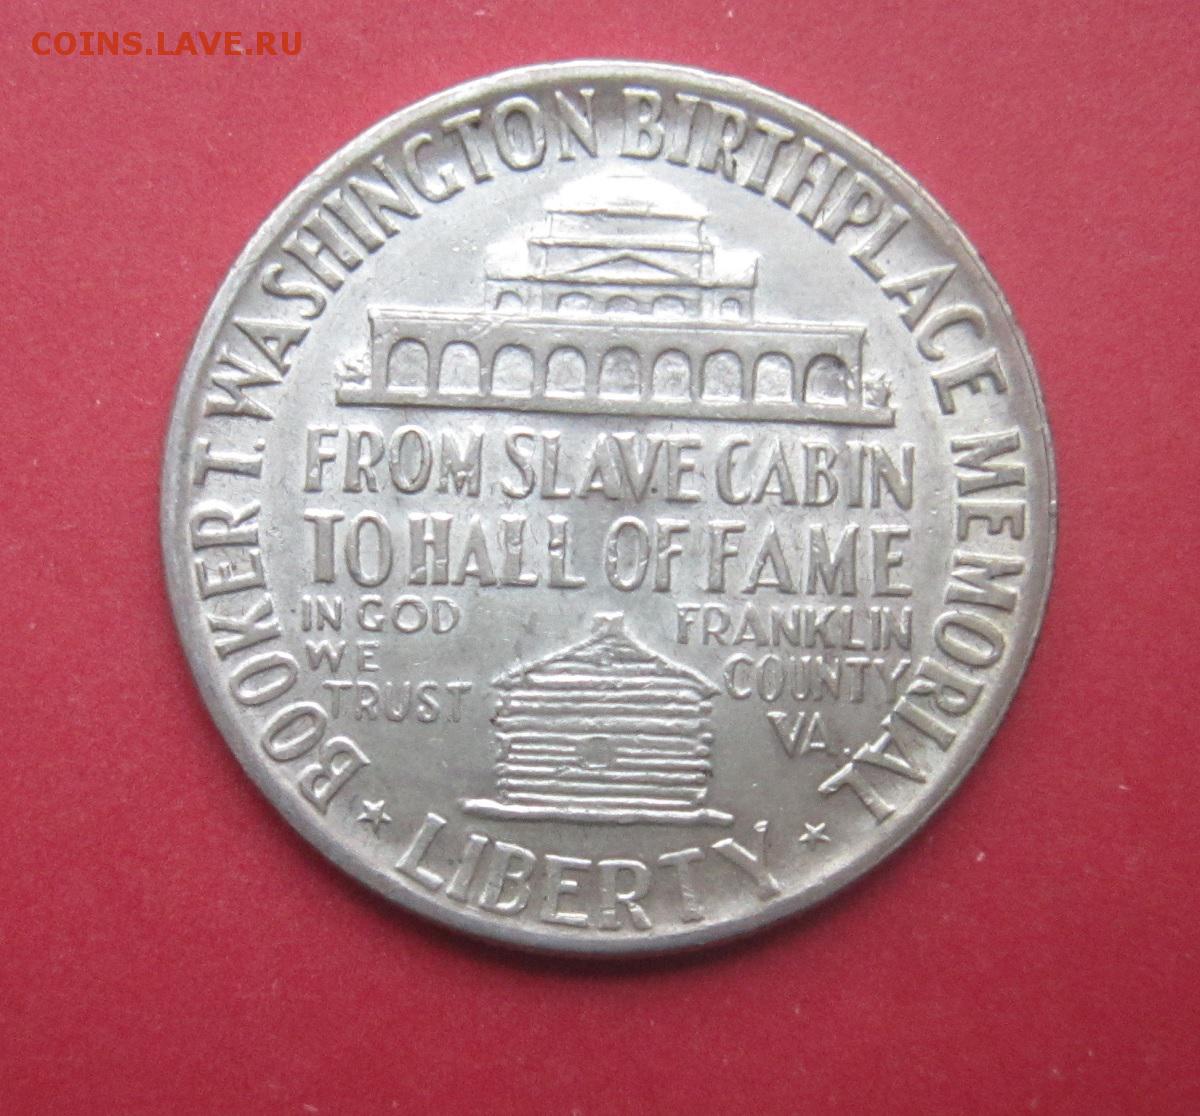 COINS.LAVE.RU
BOOKER T. WASHINGTON BIRTHPLACE MEMORIAL
FROM SLAVE CABIN
TO HALL OF FAME
IN GOD
WE
TRUST
FRANKLIN
COUNTY
VA.
LIBERTY